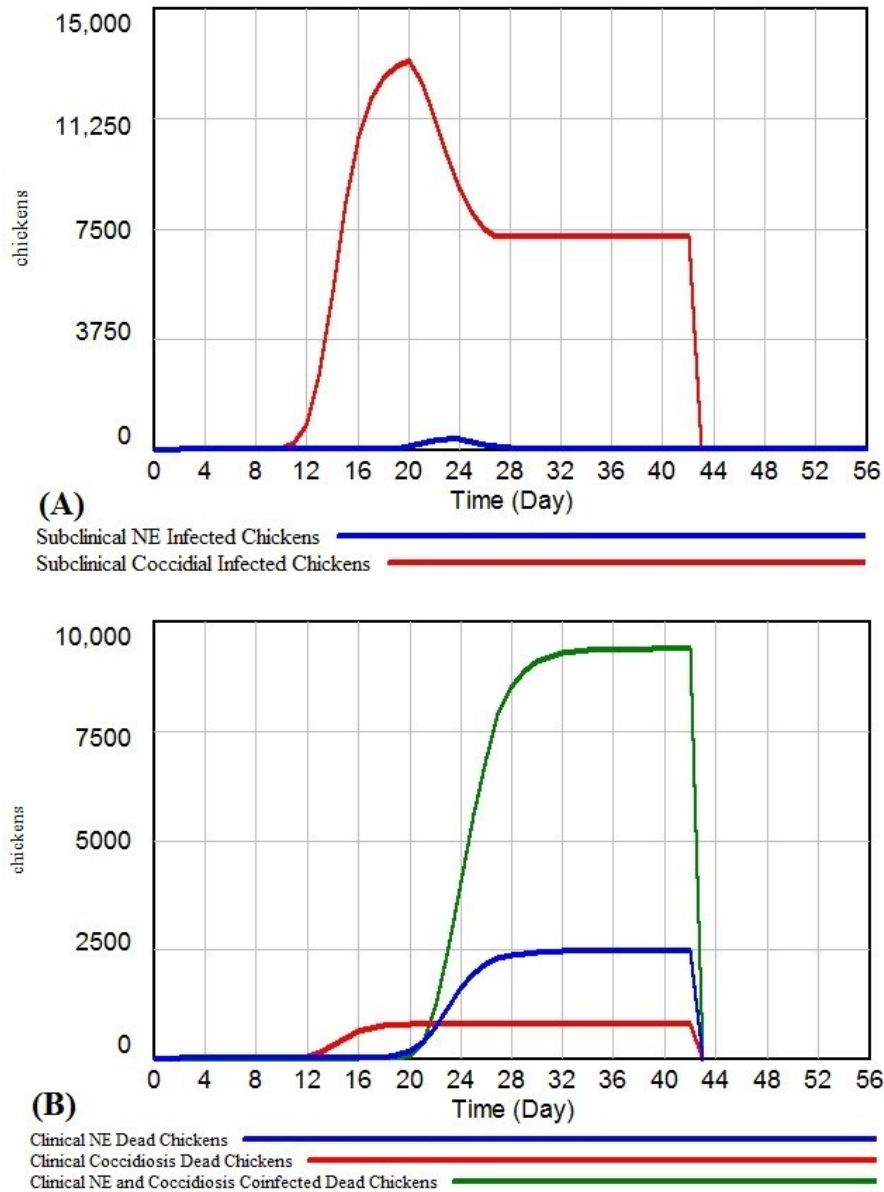 15,000
11,250
7500
3750
0
chickens
0 4 8 12 16 20 24 28 32 36 40 44 48 52 56
Time (Day)
(A)
Subclinical NE Infected Chickens
Subclinical Coccidial Infected Chickens
10,000
7500
5000
2500
0
chickens
0 4 8 12 16 20 24 28 32 36 40 44 48 52 56
Time (Day)
(B)
Clinical NE Dead Chickens
Clinical Coccidiosis Dead Chickens
Clinical NE and Coccidiosis Coinfected Dead Chickens